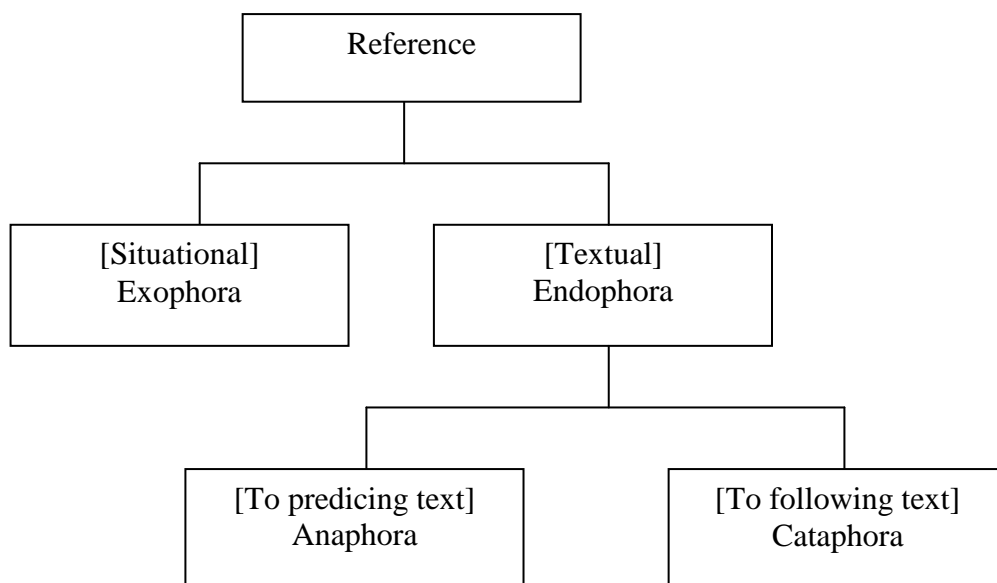 Reference
[Situational]
Exophora
[Textual]
Endophora
[To predicing text]
Anaphora
[To following text]
Cataphora